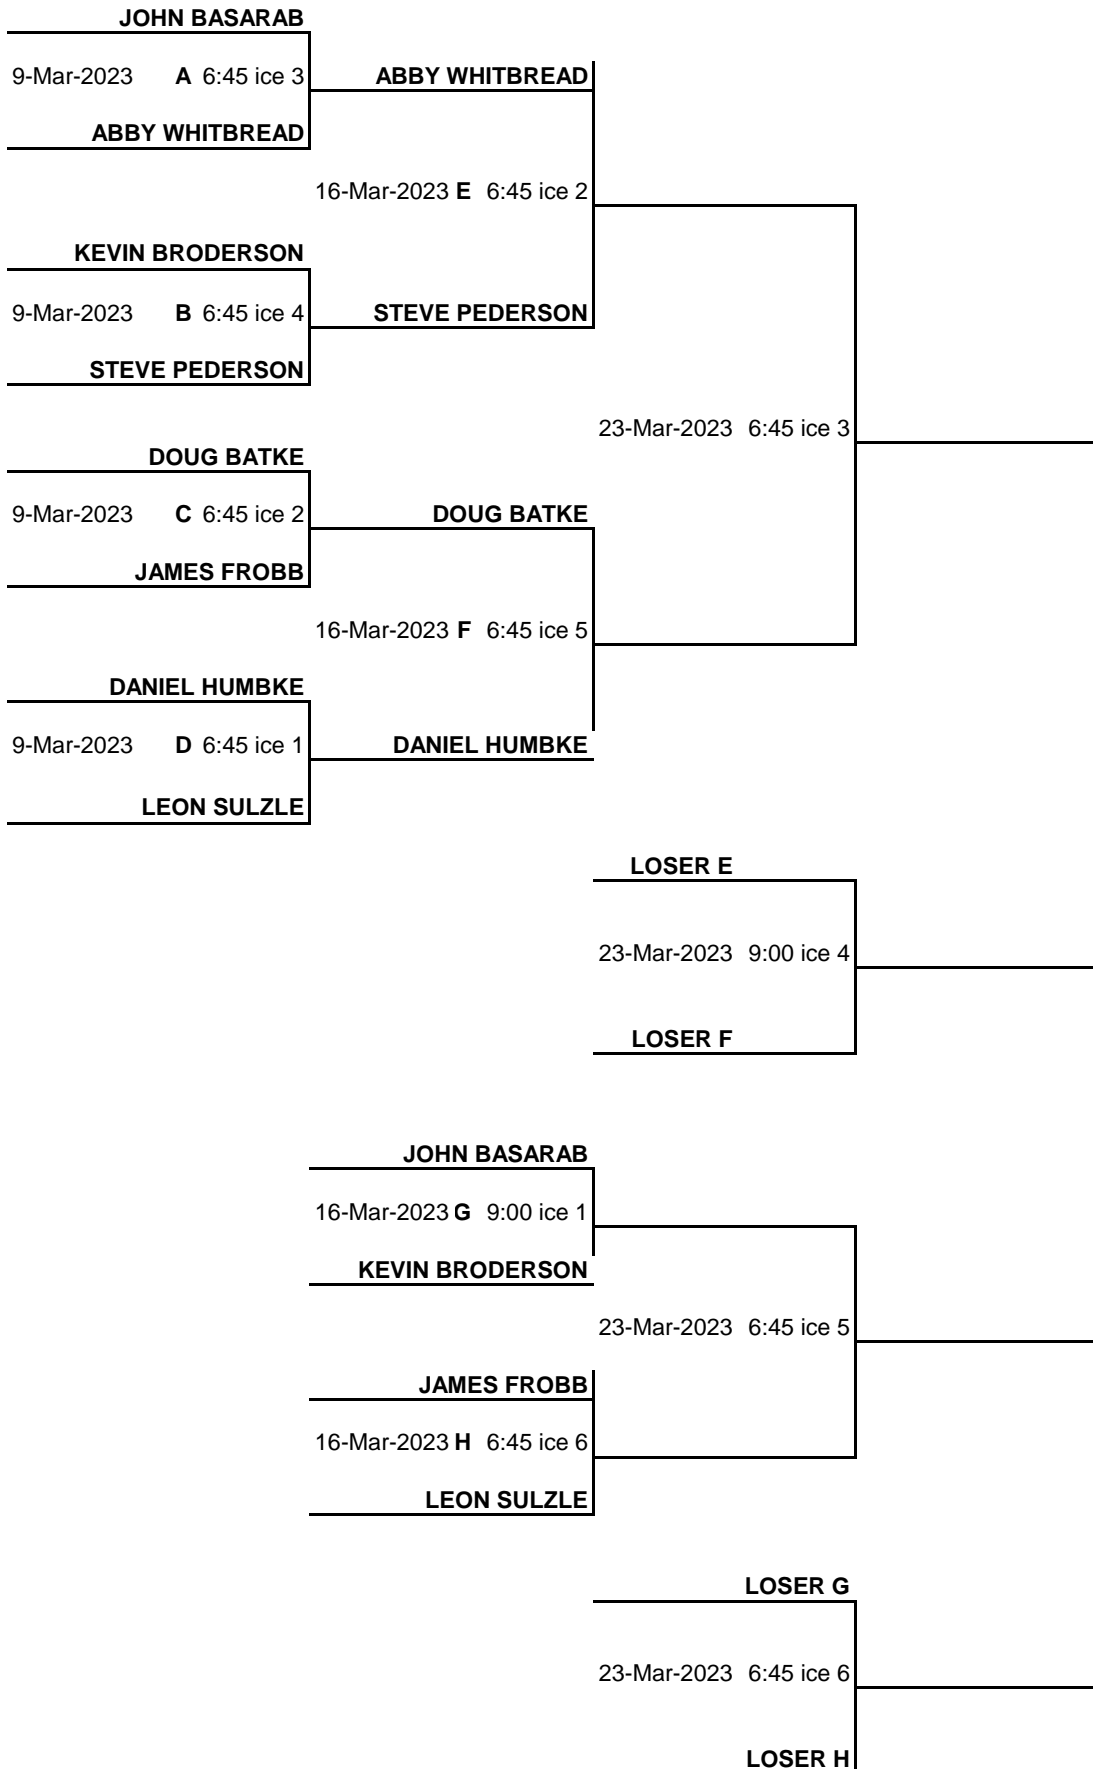 JOHN BASARAB
9-Mar-2023 A 6:45 ice 3
ABBY WHITBREAD
ABBY WHITBREAD
16-Mar-2023 E 6:45 ice 2
KEVIN BRODERSON
9-Mar-2023 B 6:45 ice 4
STEVE PEDERSON
STEVE PEDERSON
23-Mar-2023 6:45 ice 3
DOUG BATKE
9-Mar-2023 C 6:45 ice 2
DOUG BATKE
JAMES FROBB
16-Mar-2023 F 6:45 ice 5
DANIEL HUMBKE
9-Mar-2023 D 6:45 ice 1
DANIEL HUMBKE
LEON SULZLE
LOSER E
23-Mar-2023 9:00 ice 4
LOSER F
JOHN BASARAB
16-Mar-2023 G 9:00 ice 1
KEVIN BRODERSON
23-Mar-2023 6:45 ice 5
JAMES FROBB
16-Mar-2023 H 6:45 ice 6
LEON SULZLE
LOSER G
23-Mar-2023 6:45 ice 6
LOSER H